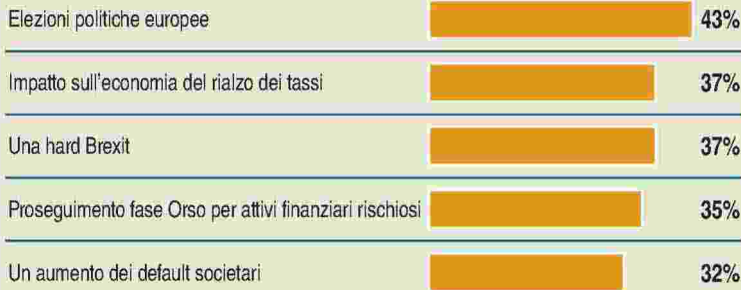 Elezioni politiche europee 43%
Impatto sull'economia del rialzo dei tassi 37%
Una hard Brexit 37%
Proseguimento fase Orso per attivi finanziari rischiosi 35%
Un aumento dei default societari 32%